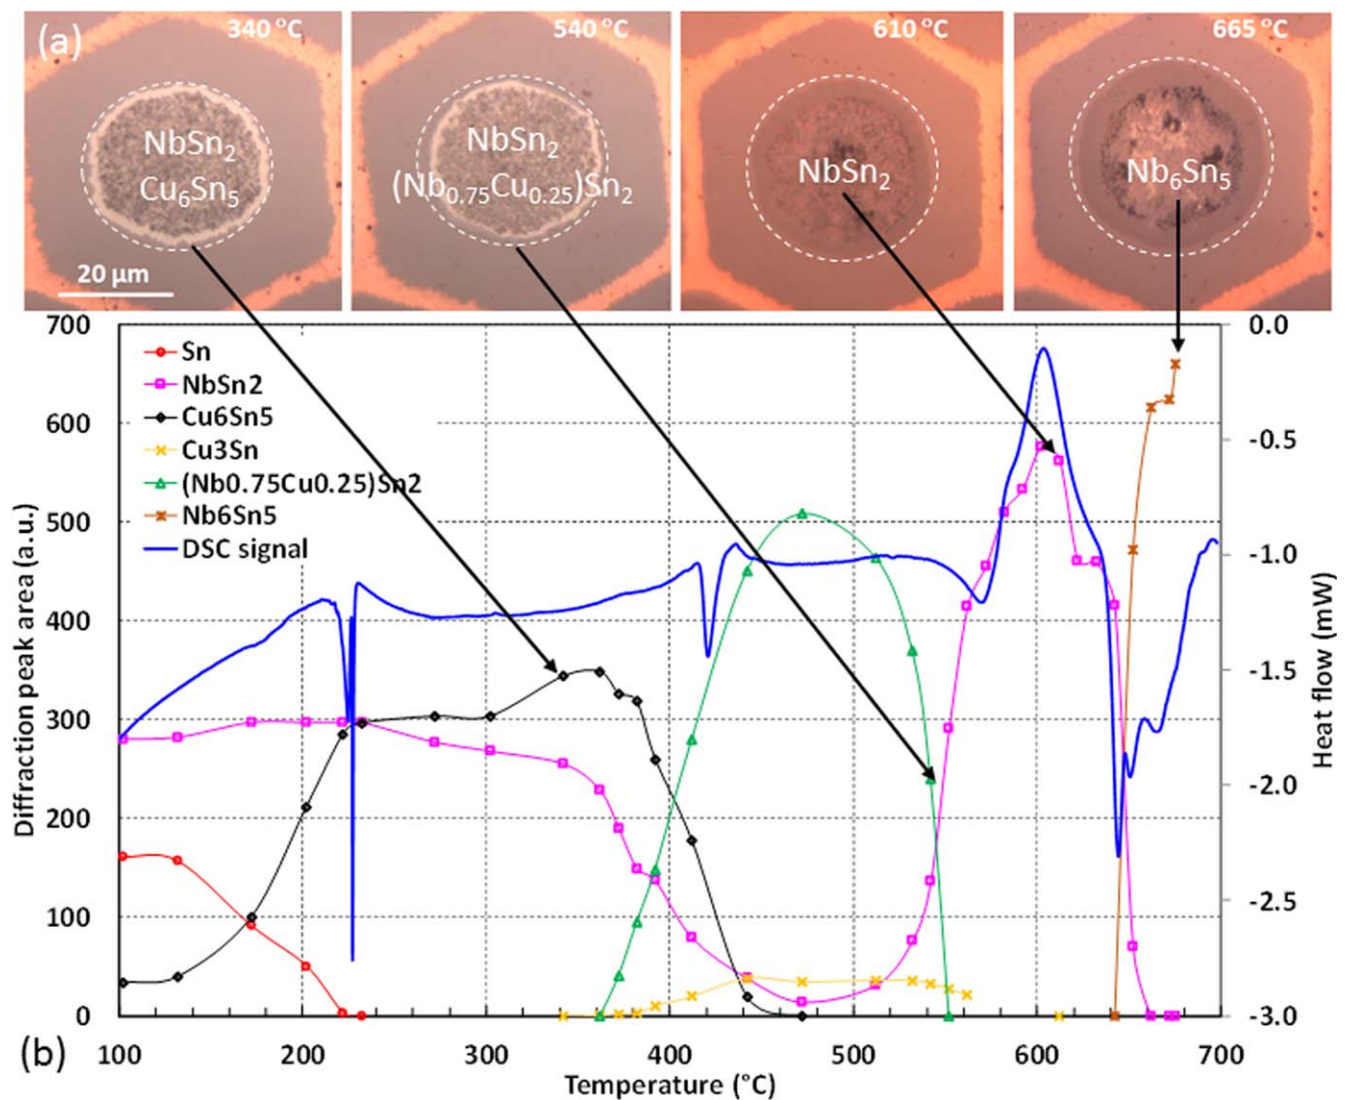 (a)
340 °C
540 °C
610 °C
665 °C
NbSn2
Cu6Sn5
NbSn2
(Nb0.75Cu0.25)Sn2
NbSn2
Nb6Sn5
20 µm
700
600
500
400
300
200
100
0
Diffraction peak area (a.u.)
Sn
NbSn2
Cu6Sn5
Cu3Sn
(Nb0.75Cu0.25)Sn2
Nb6Sn5
DSC signal
0.0
-0.5
-1.0
-1.5
-2.0
-2.5
-3.0
Heat flow (mW)
(b)
100 200 300 400 500 600 700
Temperature (°C)